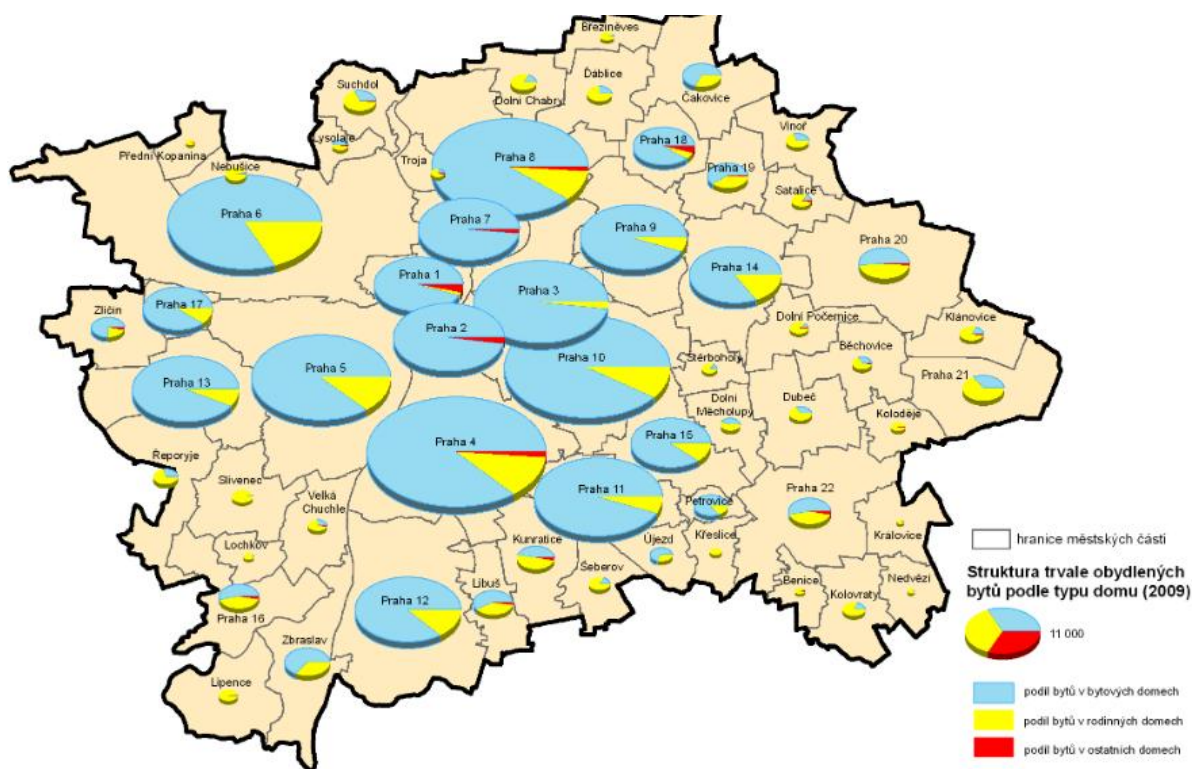 Březiněves
Suchdol
Dolní Chabry
Ďáblice
Čakovice
Lysolaje
Vinoř
Přední Kopanina
Nebušice
Troja
Praha 8
Praha 18
Praha 19
Satalice
Praha 6
Praha 7
Praha 9
Praha 20
Praha 1
Praha 3
Praha 14
Zličín
Praha 17
Praha 2
Dolní Počernice
Klánovice
Běchovice
Praha 5
Praha 10
Štěrboholy
Praha 21
Praha 13
Dolní
Měcholupy
Dubeč
Koloděje
Praha 4
Praha 15
Řeporyje
Slivenec
Velká
Chuchle
Praha 11
Petrovice
Praha 22
Královice
Lochkov
Kunratice
Újezd
Křeslice
Šeberov
Praha 12
Libuš
Benice
Kolovraty
Nedvězí
Praha 16
Zbraslav
Lipence
hranice městských částí
Struktura trvale obydlených
bytů podle typu domu (2009)
11 000
podíl bytů v bytových domech
podíl bytů v rodinných domech
podíl bytů v ostatních domech